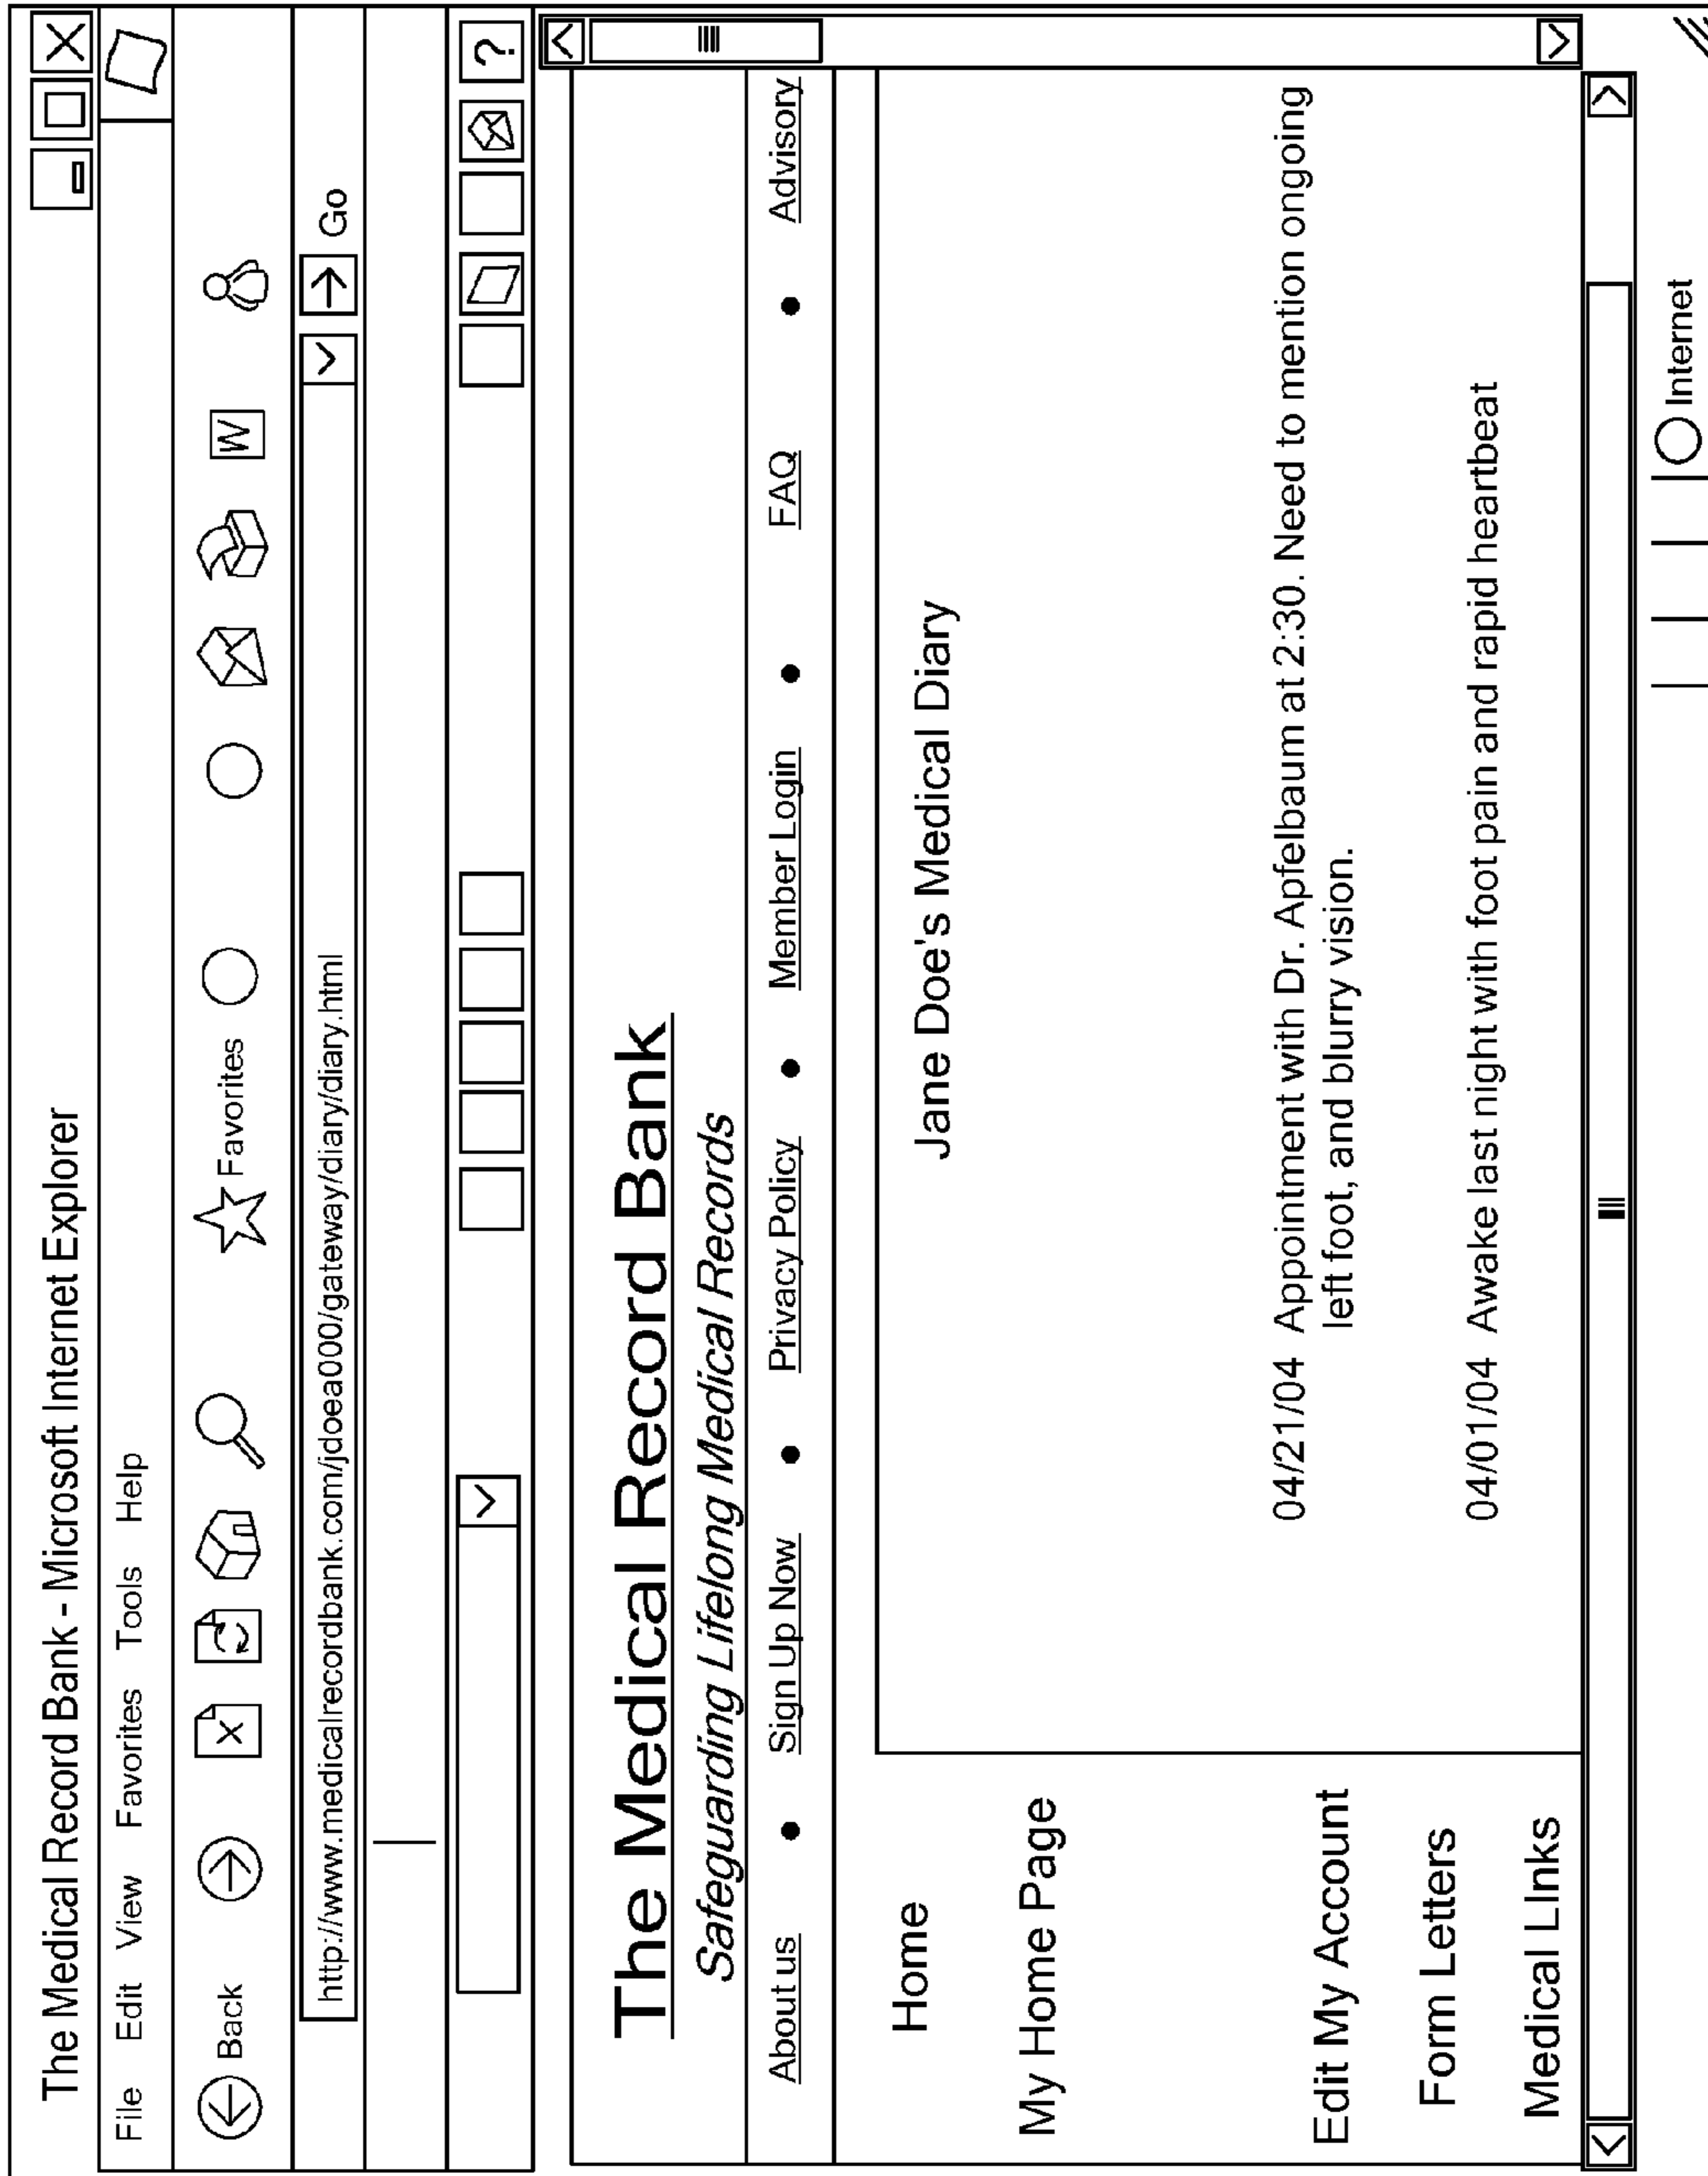 The Medical Record Bank - Microsoft Internet Explorer
File Edit View Favorites Tools Help
Back Favorites W
http://www.medicalrecordbank.com/jdoea000/gateway/diary/diary.html Go
?
The Medical Record Bank
Safeguarding Lifelong Medical Records
About us • Sign Up Now • Privacy Policy • Member Login • FAQ • Advisory
Home
My Home Page
Edit My Account
Form Letters
Medical LInks
Jane Doe's Medical Diary
04/21/04 Appointment with Dr. Apfelbaum at 2:30. Need to mention ongoing
left foot, and blurry vision.
04/01/04 Awake last night with foot pain and rapid heartbeat
Internet